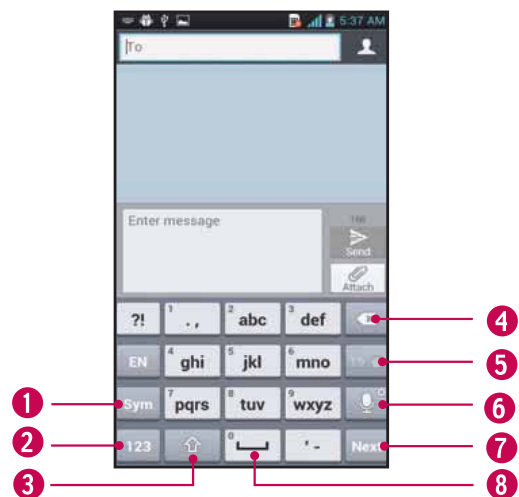 5:37 AM
To
Enter message
160
Send
Attach
?! 1 ., 2 abc 3 def 4
EN 4 ghi 5 jkl 6 mno 5
1 Sym 7 pqrs 8 tuv 9 wxyz 6
2 123 0 ' - Next 7
3 8